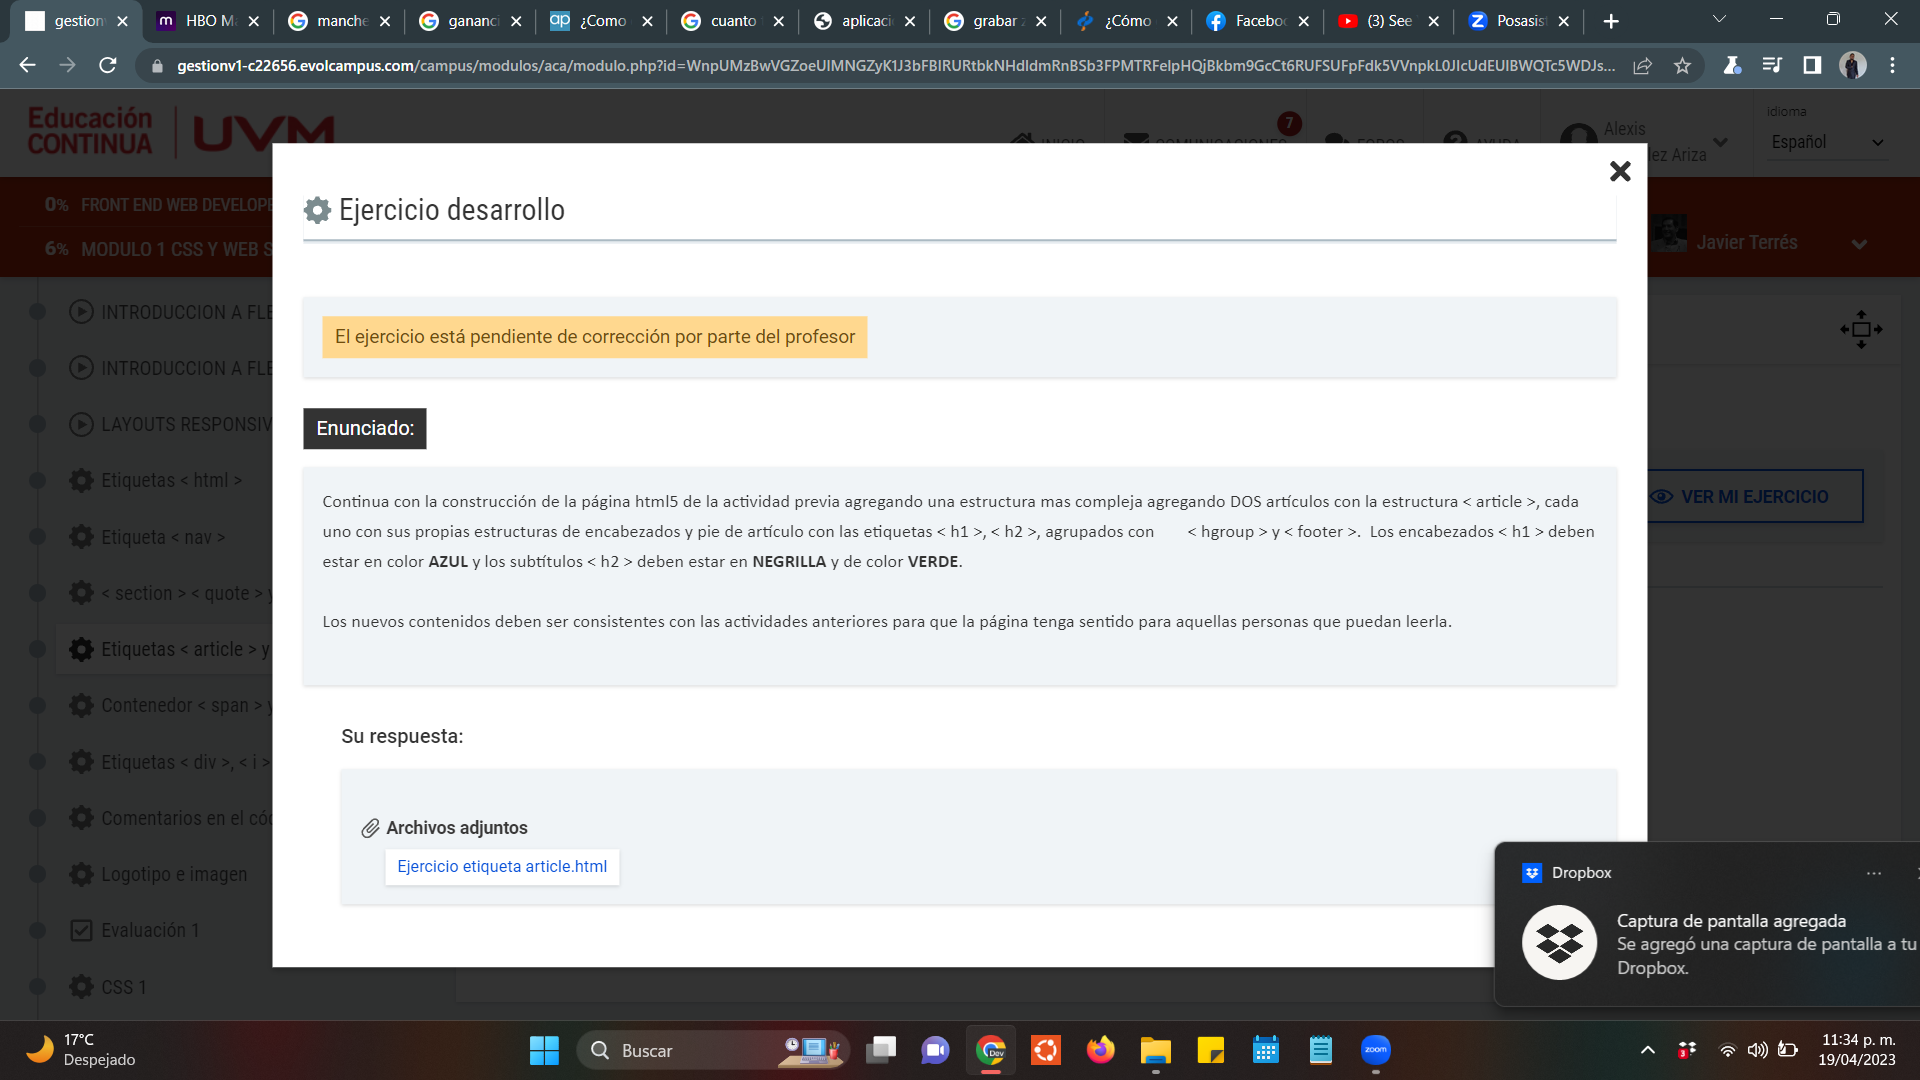 gestion
HBO M
manche
gananci
¿Como
cuanto
aplicaci
grabar
¿Cómo
Facebo
(3) See
Posasis
gestionv1-c22656.evolcampus.com/campus/modulos/aca/modulo.php?id=
Educación
CONTINUA
UVM
INICIO
COMUNICACIONES
7
FOROS
AYUDA
Alexis
lez Ariza
idioma
Español
0% FRONT END WEB DEVELOPE
6% MODULO 1 CSS Y WEB S
Javier Terrés
Ejercicio desarrollo
INTRODUCCION A FLE
INTRODUCCION A FLE
LAYOUTS RESPONSIV
Etiquetas < html >
Etiqueta < nav >
< section > < quote > y
Etiquetas < article > y
Contenedor < span > y
Etiquetas < div >, < i >
Comentarios en el có
Logotipo e imagen
Evaluación 1
CSS 1
El ejercicio está pendiente de corrección por parte del profesor
Enunciado:
VER MI EJERCICIO
Continua con la construcción de la página html5 de la actividad previa agregando una estructura mas compleja agregando DOS artículos con la estructura < article >, cada
uno con sus propias estructuras de encabezados y pie de artículo con las etiquetas < h1 >, < h2 >, agrupados con < hgroup > y < footer >. Los encabezados < h1 > deben
estar en color AZUL y los subtítulos < h2 > deben estar en NEGRILLA y de color VERDE.
Los nuevos contenidos deben ser consistentes con las actividades anteriores para que la página tenga sentido para aquellas personas que puedan leerla.
Su respuesta:
Archivos adjuntos
Ejercicio etiqueta article.html
Dropbox
Captura de pantalla agregada
Se agregó una captura de pantalla a tu
Dropbox.
17°C
Despejado
Buscar
Dev
zoom
3
11:34 p. m.
19/04/2023